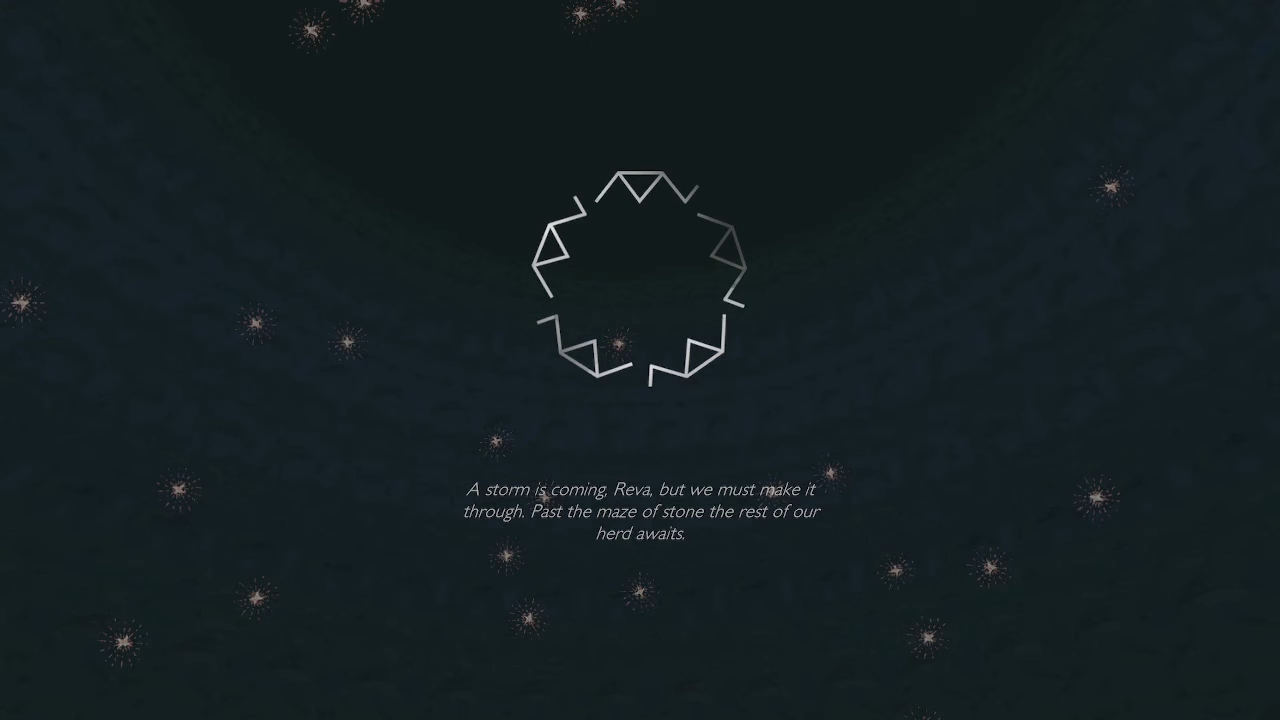 A storm is coming, Reva, but we must make it
through. Past the maze of stone the rest of our
herd awaits.